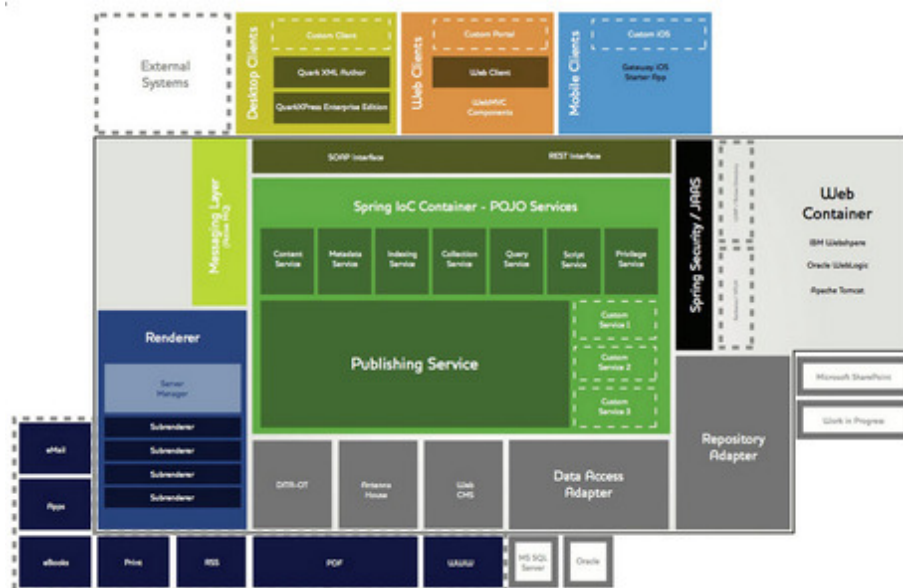 External
Systems
Desktop Clients
Custom Client
Quark XML Author
QuarkXPress Enterprise Edition
Web Clients
Custom Portal
Web Client
WebMVC
Components
Mobile Clients
Custom iOS
Gateway iOS
Starter App
SOAP Interface
REST Interface
Messaging Layer
Spring IoC Container - POJO Services
Content
Service
Metadata
Service
Indexing
Service
Collection
Service
Query
Service
Script
Service
Privilege
Service
Publishing Service
Custom
Service 1
Custom
Service 2
Custom
Service 3
Spring Security / JAAS
Web
Container
IBM Webshpere
Oracle WebLogic
Apache Tomcat
Renderer
Server
Manager
Subrenderer
Subrenderer
Subrenderer
Subrenderer
Microsoft SharePoint
Work in Progress
Repository
Adapter
DITA-OT
Antenna
House
Web
CMS
Data Access
Adapter
eMail
Apps
eBooks
Print
RSS
PDF
WWW
MS SQL
Server
Oracle